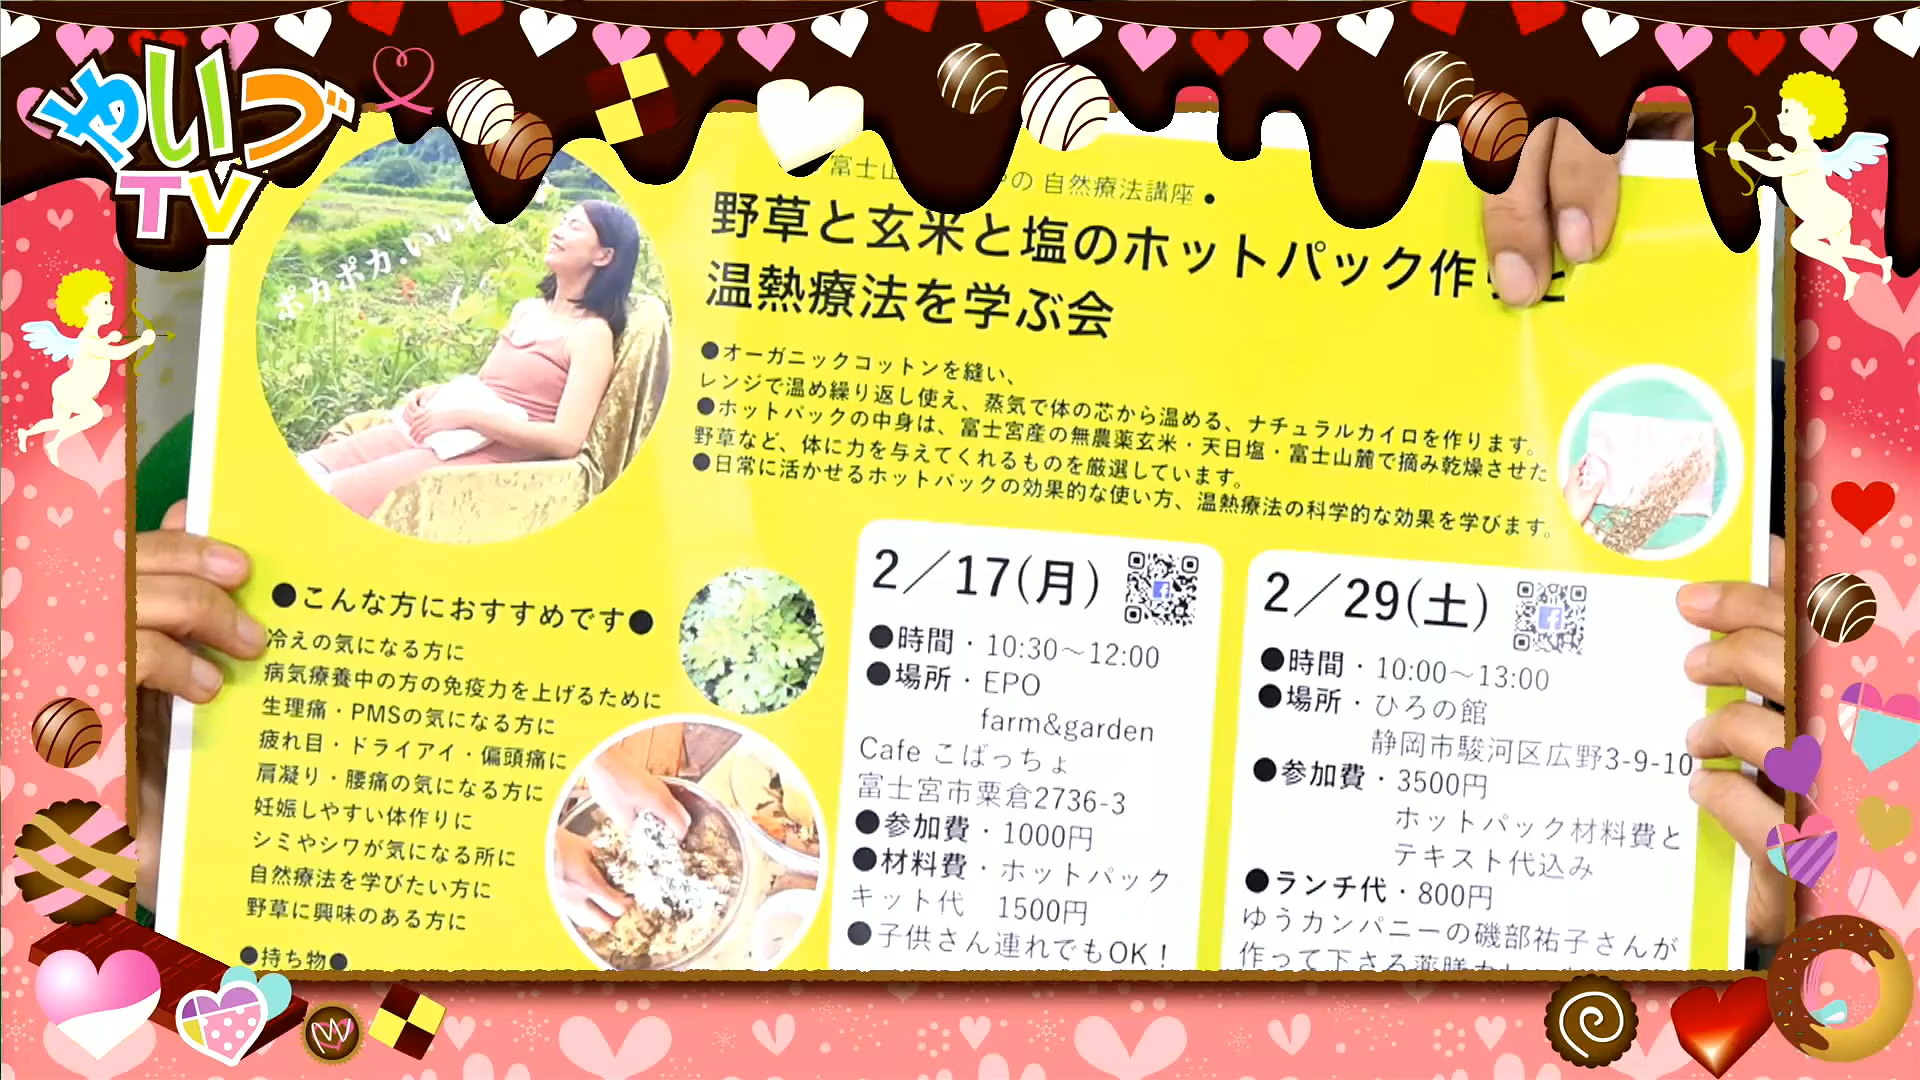 やいづ
TV
富士山
の 自然療法講座 ●
野草と玄米と塩のホットパック作りと
温熱療法を学ぶ会
ポカポカ.いい
●オーガニックコットンを縫い、
レンジで温め繰り返し使え、蒸気で体の芯から温める、ナチュラルカイロを作ります。
●ホットパックの中身は、富士宮産の無農薬玄米・天日塩・富士山麓で摘み乾燥させた
野草など、体に力を与えてくれるものを厳選しています。
●日常に活かせるホットパックの効果的な使い方、温熱療法の科学的な効果を学びます。
●こんな方におすすめです●
冷えの気になる方に
病気療養中の方の免疫力を上げるために
生理痛・PMSの気になる方に
疲れ目・ドライアイ・偏頭痛に
肩凝り・腰痛の気になる方に
妊娠しやすい体作りに
シミやシワが気になる所に
自然療法を学びたい方に
野草に興味のある方に
●持ち物●
2/17(月)
●時間・10:30〜12:00
●場所・EPO
farm&garden
Cafe こばっちょ
富士宮市粟倉2736-3
●参加費・1000円
●材料費・ホットパック
キット代 1500円
●子供さん連れでもOK！
2/29(土)
●時間・10:00〜13:00
●場所・ひろの館
静岡市駿河区広野3-9-10
●参加費・3500円
ホットパック材料費と
テキスト代込み
●ランチ代・800円
ゆうカンパニーの磯部祐子さんが
作って下さる薬膳カレー